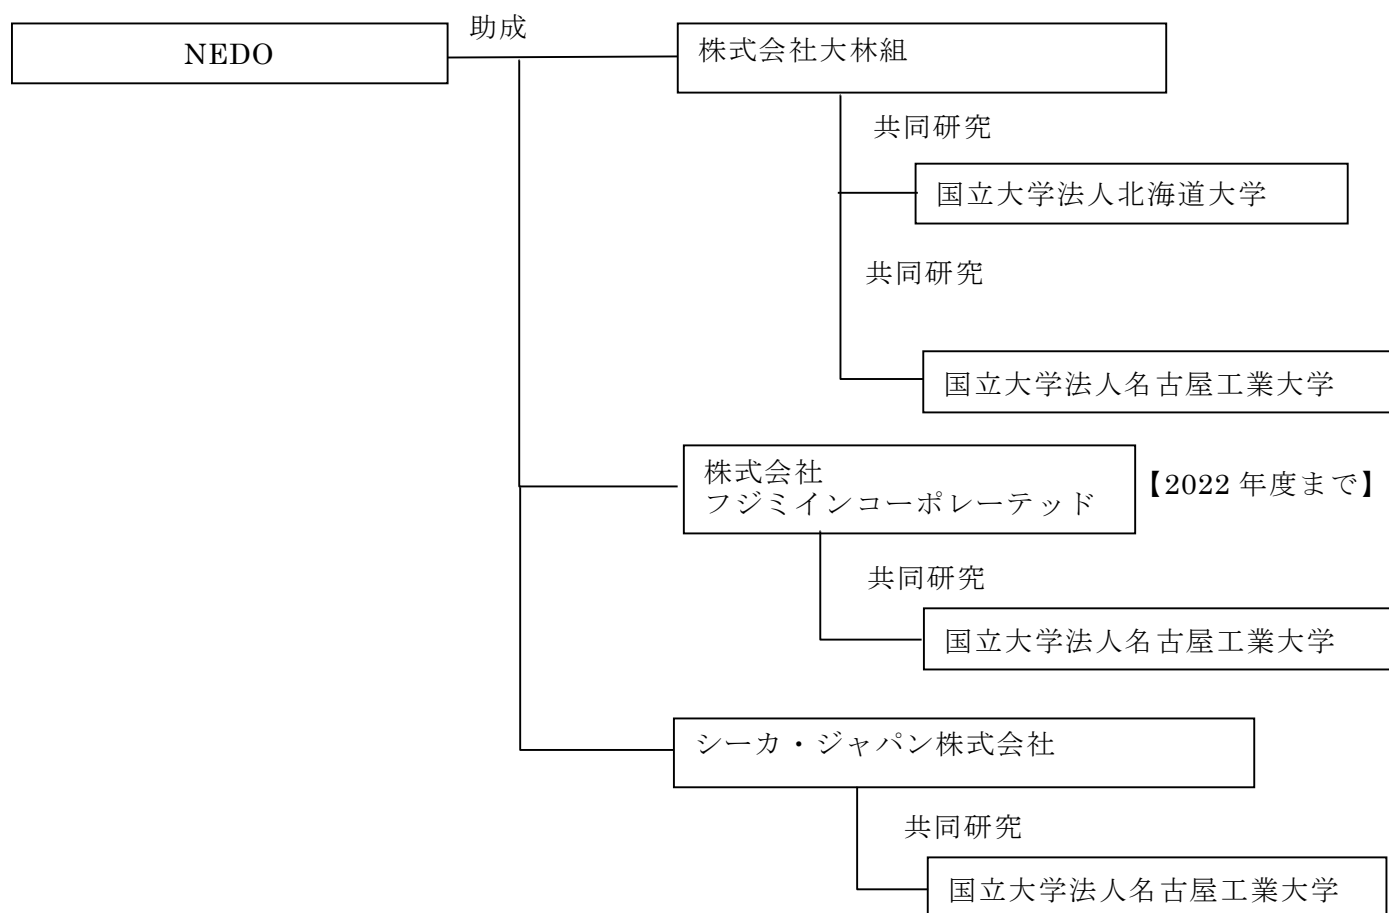 助成
NEDO
株式会社大林組
共同研究
国立大学法人北海道大学
共同研究
国立大学法人名古屋工業大学
株式会社
フジミインコーポレーテッド
【2022 年度まで】
共同研究
国立大学法人名古屋工業大学
シーカ・ジャパン株式会社
共同研究
国立大学法人名古屋工業大学